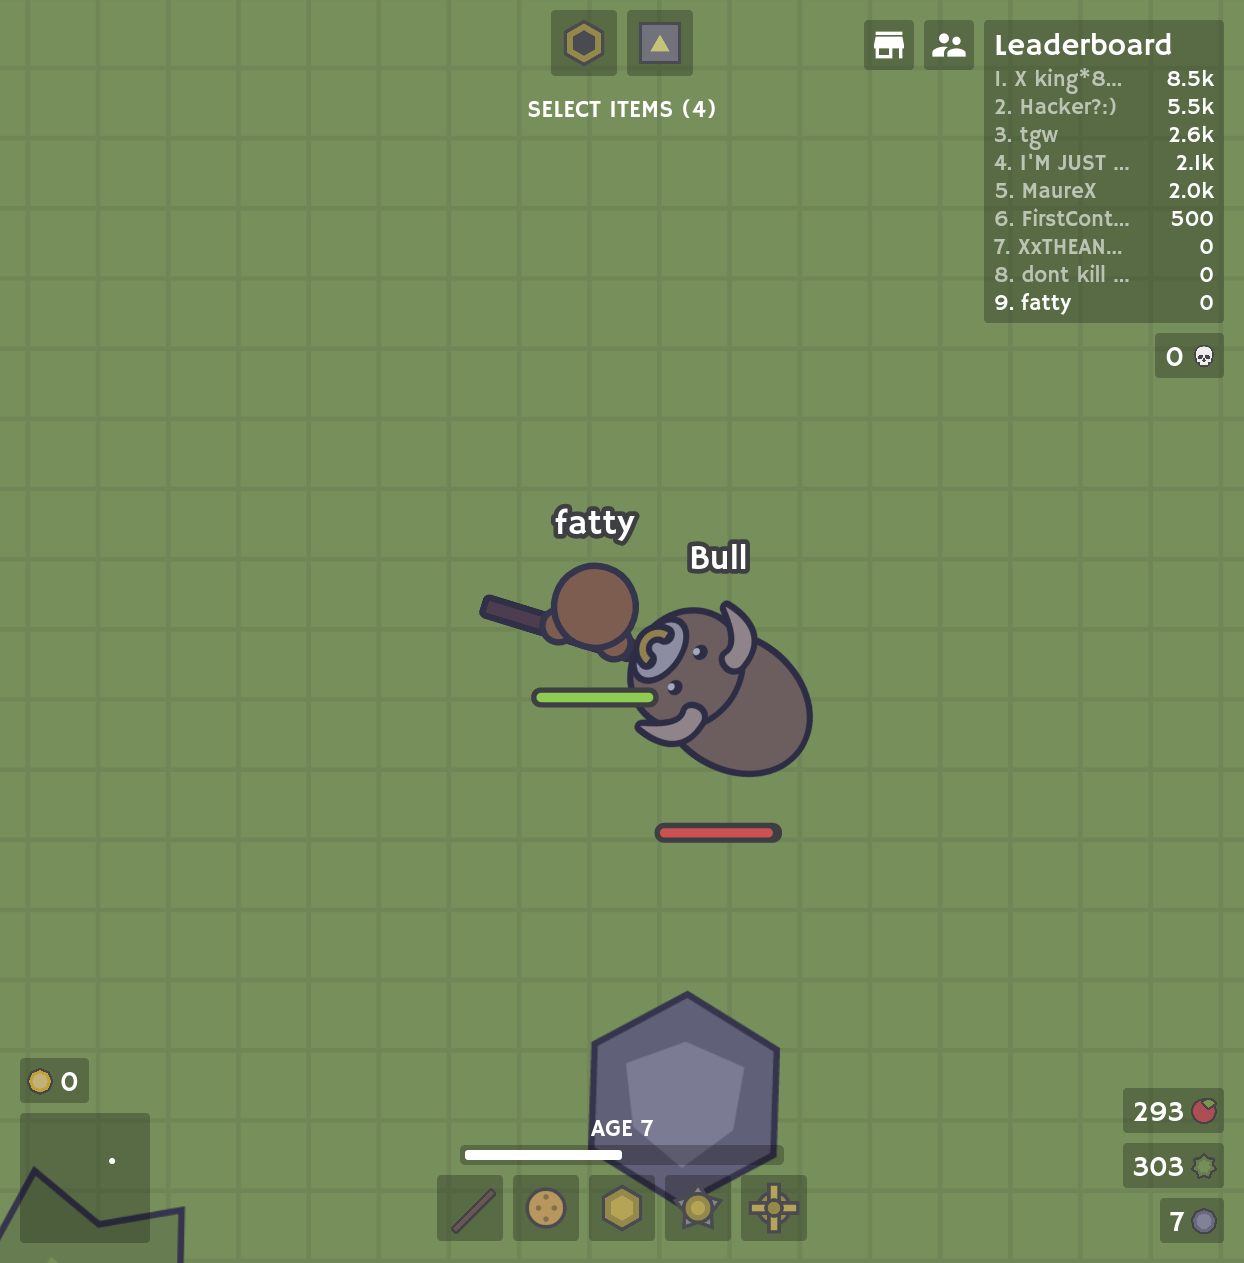 SELECT ITEMS (4)
Leaderboard
1. X king*8... 8.5k
2. Hacker?:) 5.5k
3. tgw 2.6k
4. I'M JUST ... 2.1k
5. MaureX 2.0k
6. FirstCont... 500
7. XxTHEAN... 0
8. dont kill ... 0
9. fatty 0
0
fatty
Bull
0
AGE 7
293
303
7